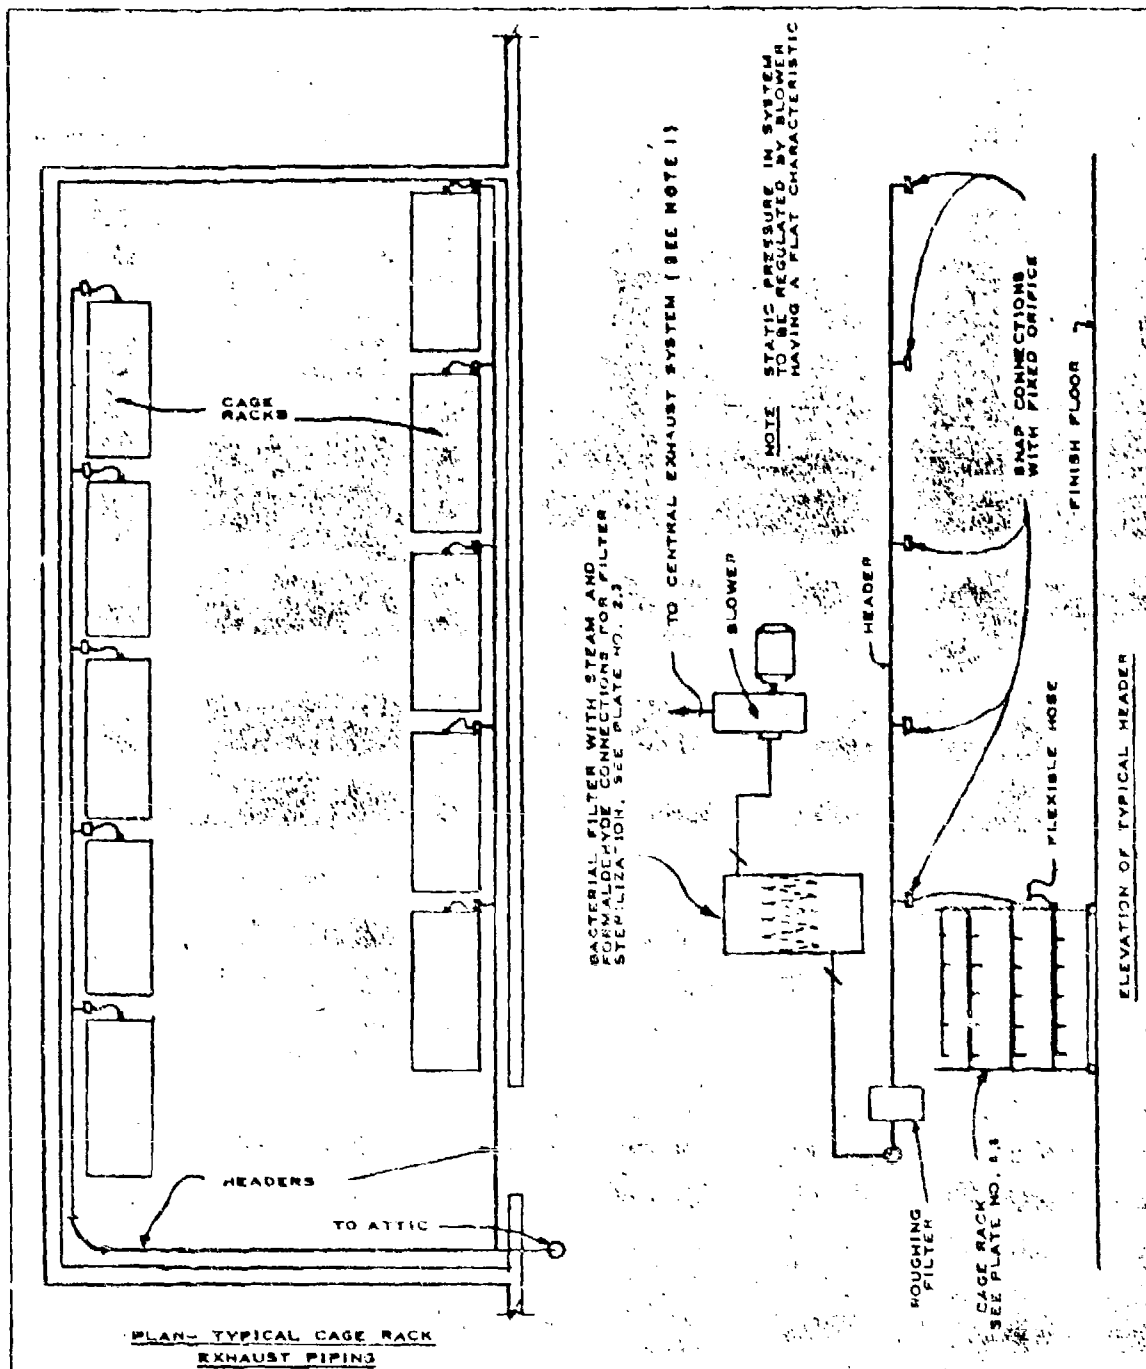 CAGE
RACKS
HEADERS
TO ATTIC
PLAN- TYPICAL CAGE RACK
EXHAUST PIPING
BACTERIAL FILTER WITH STEAM AND
FORMALDEHYDE CONNECTIONS FOR FILTER
STERILIZATION, SEE PLATE NO. 2.3
TO CENTRAL EXHAUST SYSTEM (SEE NOTE 1)
BLOWER
NOTE STATIC PRESSURE IN SYSTEM
TO BE REGULATED BY BLOWER
HAVING A FLAT CHARACTERISTIC
HEADER
SNAP CONNECTIONS
WITH FIXED ORIFICE
FINISH FLOOR
FLEXIBLE HOSE
ROUGHING
FILTER
CAGE RACK
SEE PLATE NO.
ELEVATION OF TYPICAL HEADER